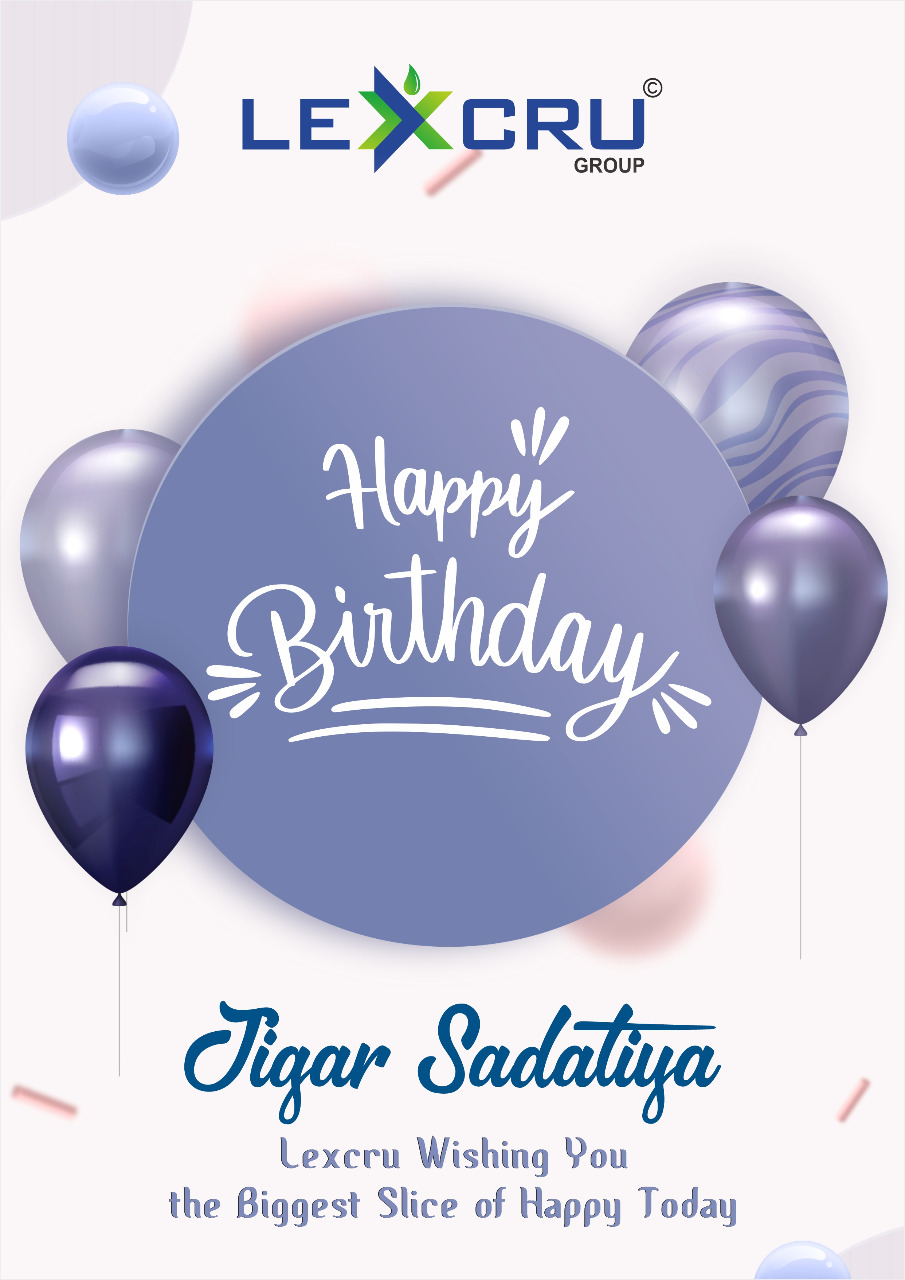 LEXCRU©
GROUP
Happy
Birthday
Jigar Sadatiya
Lexcru Wishing You
the Biggest Slice of Happy Today